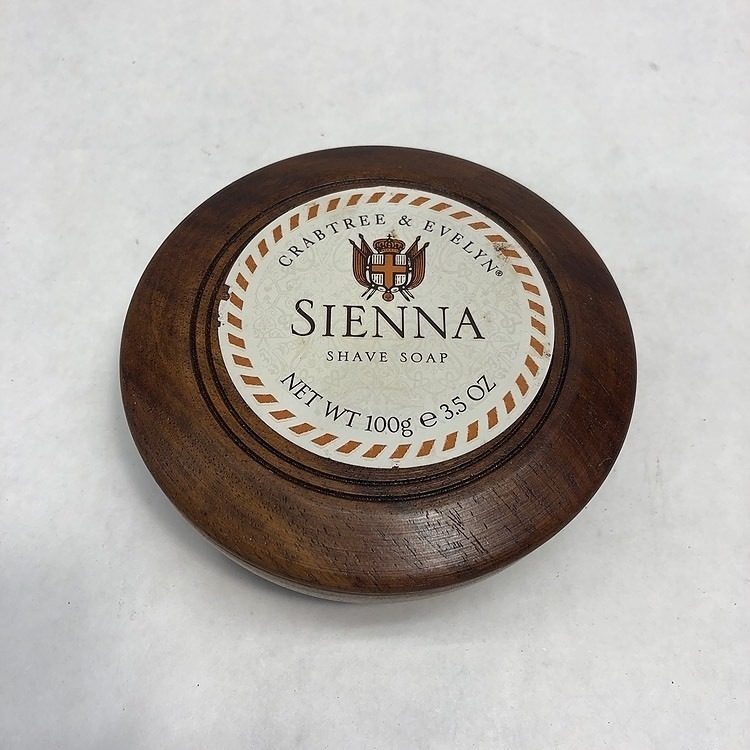 CRABTREE & EVELYN®
SIENNA
SHAVE SOAP
NET WT 100g ℮ 3.5 OZ